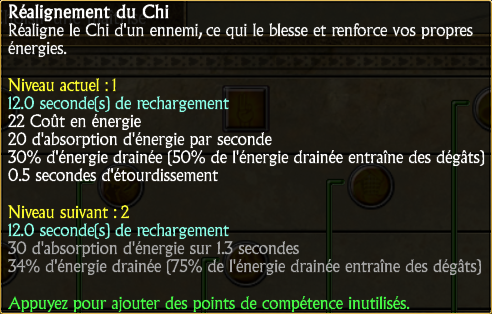 Réalignement du Chi
Réaligne le Chi d'un ennemi, ce qui le blesse et renforce vos propres
énergies.
Niveau actuel : 1
12.0 seconde(s) de rechargement
22 Coût en énergie
20 d'absorption d'énergie par seconde
30% d'énergie drainée (50% de l'énergie drainée entraîne des dégâts)
0.5 secondes d'étourdissement
Niveau suivant : 2
12.0 seconde(s) de rechargement
30 d'absorption d'énergie sur 1.3 secondes
34% d'énergie drainée (75% de l'énergie drainée entraîne des dégâts)
Appuyez pour ajouter des points de compétence inutilisés.